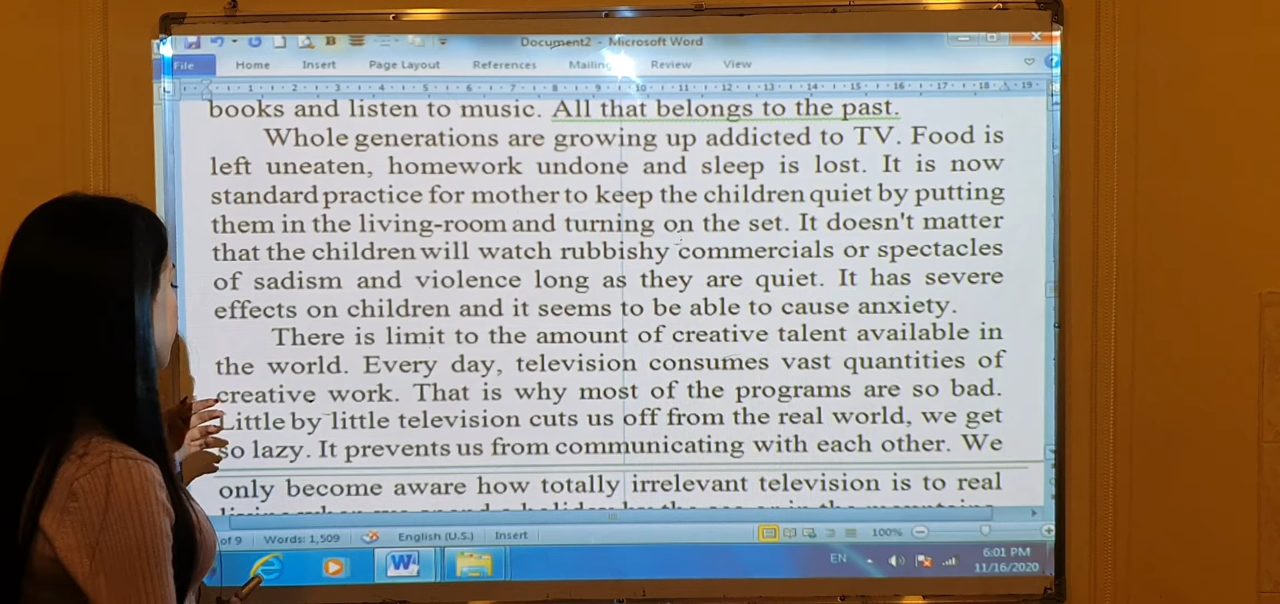 Document2 - Microsoft Word
File Home Insert Page Layout References Mailing Review View
books and listen to music. All that belongs to the past.
Whole generations are growing up addicted to TV. Food is
left uneaten, homework undone and sleep is lost. It is now
standard practice for mother to keep the children quiet by putting
them in the living-room and turning on the set. It doesn't matter
that the children will watch rubbishy commercials or spectacles
of sadism and violence long as they are quiet. It has severe
effects on children and it seems to be able to cause anxiety.
There is limit to the amount of creative talent available in
the world. Every day, television consumes vast quantities of
creative work. That is why most of the programs are so bad.
Little by little television cuts us off from the real world, we get
so lazy. It prevents us from communicating with each other. We
only become aware how totally irrelevant television is to real
of 9 Words: 1,509 English (U.S.) Insert 100%
EN 6:01 PM
11/16/2020